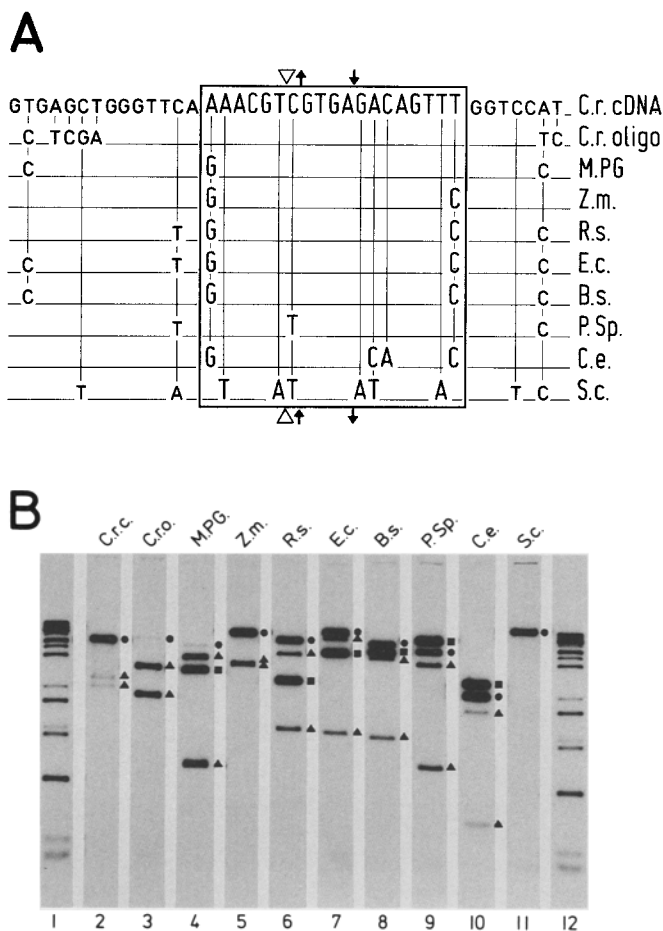 A
GTGAGCTGGGTTCA AAACGTCGTGAGACAGTTT GGTCCAT_ C.r. cDNA
C TCGA TC C.r. oligo
C G C M.PG
G C Z.m.
T G C C R.s.
C T G C C E.c.
C G C C B.s.
T T C P.Sp.
G CA C C.e.
T A T AT AT A T C S.c.
B
C.r.c. C.r.o. M.PG. Z.m. R.s. E.c. B.s. P.Sp. C.e. S.c.
1 2 3 4 5 6 7 8 9 10 11 12